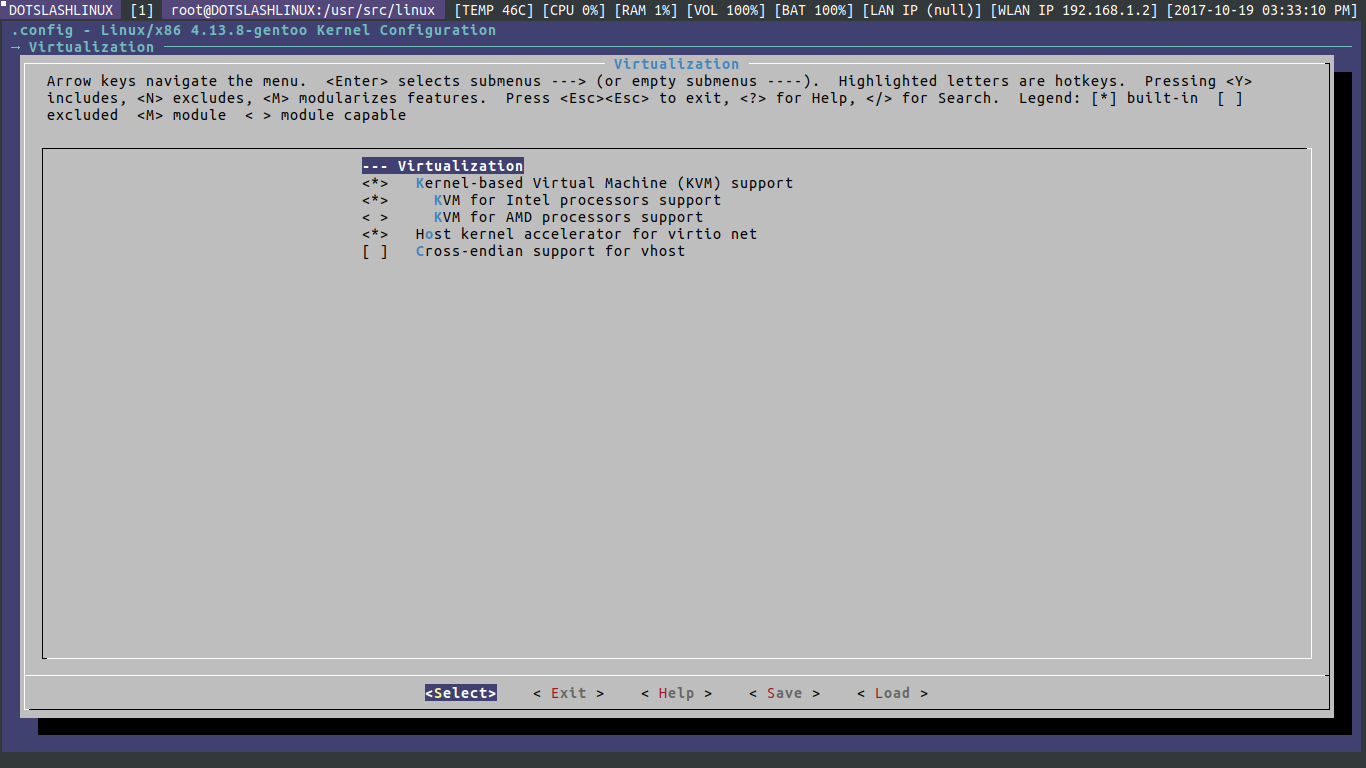 DOTSLASHLINUX [1] root@DOTSLASHLINUX:/usr/src/linux [TEMP 46C] [CPU 0%] [RAM 1%] [VOL 100%] [BAT 100%] [LAN IP (null)] [WLAN IP 192.168.1.2] [2017-10-19 03:33:10 PM]
.config - Linux/x86 4.13.8-gentoo Kernel Configuration
→ Virtualization
Virtualization
Arrow keys navigate the menu. <Enter> selects submenus ---> (or empty submenus ----). Highlighted letters are hotkeys. Pressing <Y>
includes, <N> excludes, <M> modularizes features. Press <Esc><Esc> to exit, <?> for Help, </> for Search. Legend: [*] built-in [ ]
excluded <M> module < > module capable
--- Virtualization
<*> Kernel-based Virtual Machine (KVM) support
<*> KVM for Intel processors support
< > KVM for AMD processors support
<*> Host kernel accelerator for virtio net
[ ] Cross-endian support for vhost
<Select> < Exit > < Help > < Save > < Load >